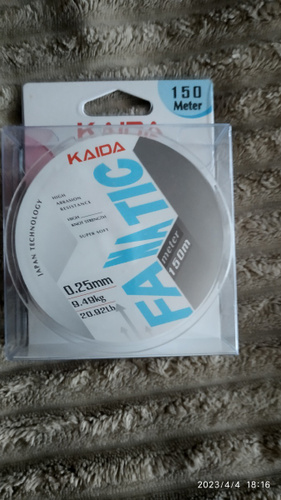 150
Meter
KAIDA
KAIDA
JAPAN TECHNOLOGY
HIGH
ABRASION
RESISTANCE
HIGH
KNOT STRENGTH
SUPER SOFT
FANATIC
meter
150m
0.25mm
9.49kg
20.92Lb
2023/4/4 18:16